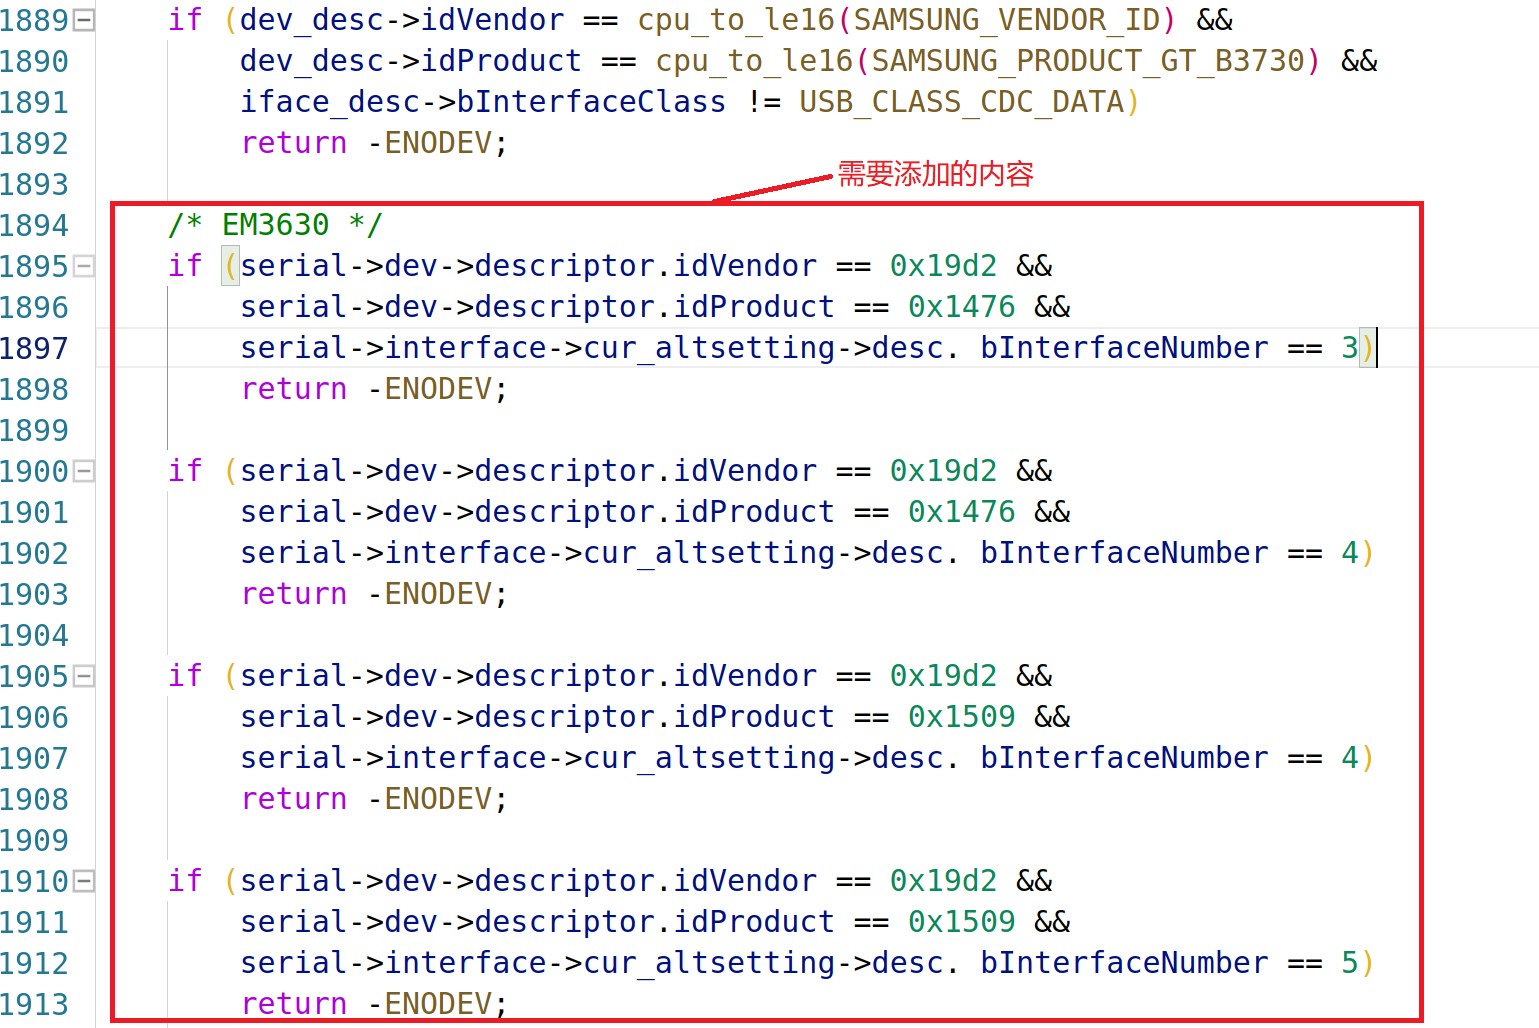 1889 if (dev_desc->idVendor == cpu_to_le16(SAMSUNG_VENDOR_ID) &&
1890 dev_desc->idProduct == cpu_to_le16(SAMSUNG_PRODUCT_GT_B3730) &&
1891 iface_desc->bInterfaceClass != USB_CLASS_CDC_DATA)
1892 return -ENODEV;
1893
需要添加的内容
1894 /* EM3630 */
1895 if (serial->dev->descriptor.idVendor == 0x19d2 &&
1896 serial->dev->descriptor.idProduct == 0x1476 &&
1897 serial->interface->cur_altsetting->desc. bInterfaceNumber == 3)
1898 return -ENODEV;
1899
1900 if (serial->dev->descriptor.idVendor == 0x19d2 &&
1901 serial->dev->descriptor.idProduct == 0x1476 &&
1902 serial->interface->cur_altsetting->desc. bInterfaceNumber == 4)
1903 return -ENODEV;
1904
1905 if (serial->dev->descriptor.idVendor == 0x19d2 &&
1906 serial->dev->descriptor.idProduct == 0x1509 &&
1907 serial->interface->cur_altsetting->desc. bInterfaceNumber == 4)
1908 return -ENODEV;
1909
1910 if (serial->dev->descriptor.idVendor == 0x19d2 &&
1911 serial->dev->descriptor.idProduct == 0x1509 &&
1912 serial->interface->cur_altsetting->desc. bInterfaceNumber == 5)
1913 return -ENODEV;